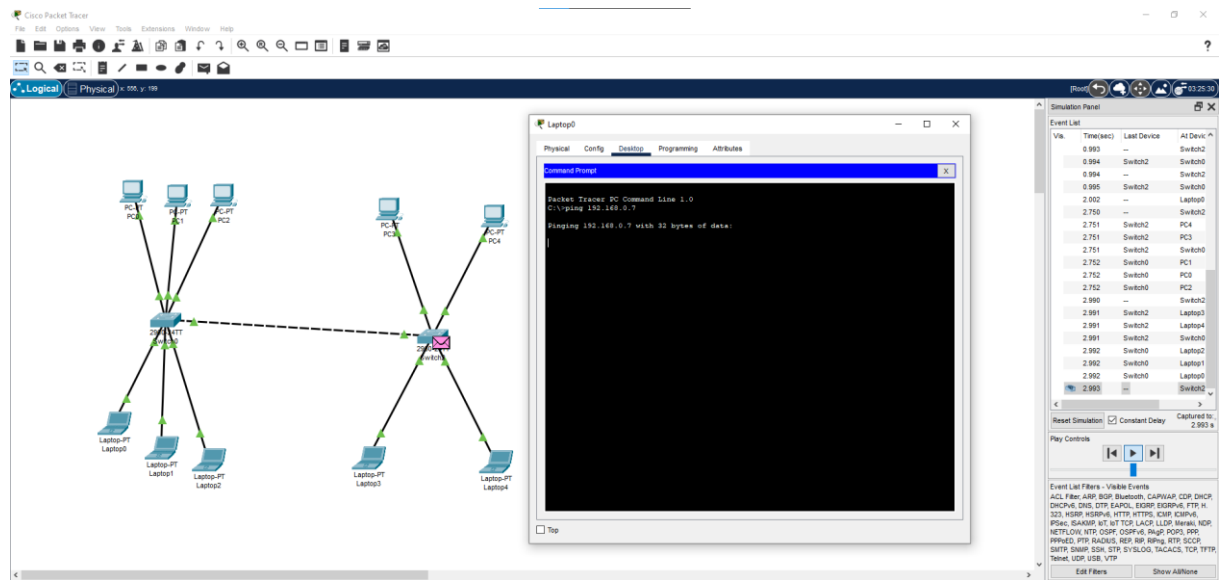 Cisco Packet Tracer
File Edit Options View Tools Extensions Window Help
?
Logical Physical x: 556, y: 199
[Root] 03:25:30
PC-PT
PC0
PC-PT
PC1
PC-PT
PC2
PC-PT
PC3
PC-PT
PC4
2960-24TT
Switch0
Laptop-PT
Laptop0
Laptop-PT
Laptop1
Laptop-PT
Laptop2
Laptop-PT
Laptop3
Laptop-PT
Laptop4
Laptop0
Physical Config Desktop Programming Attributes
Command Prompt X
Packet Tracer PC Command Line 1.0
C:\>ping 192.168.0.7
Pinging 192.168.0.7 with 32 bytes of data:
Top
Simulation Panel
Event List
Vis. Time(sec) Last Device At Devic
0.993 -- Switch2
0.994 Switch2 Switch0
0.994 -- Switch2
0.995 Switch2 Switch0
2.002 -- Laptop0
2.750 -- Switch2
2.751 Switch2 PC4
2.751 Switch2 PC3
2.751 Switch2 Switch0
2.752 Switch0 PC1
2.752 Switch0 PC0
2.752 Switch0 PC2
2.990 -- Switch2
2.991 Switch2 Laptop3
2.991 Switch2 Laptop4
2.991 Switch2 Switch0
2.992 Switch0 Laptop2
2.992 Switch0 Laptop1
2.992 Switch0 Laptop0
2.993 -- Switch2
Reset Simulation Constant Delay Captured to:
2.993 s
Play Controls
Event List Filters - Visible Events
ACL Filter, ARP, BGP, Bluetooth, CAPWAP, CDP, DHCP,
DHCPv6, DNS, DTP, EAPOL, EIGRP, EIGRPv6, FTP, H.
323, HSRP, HSRPv6, HTTP, HTTPS, ICMP, ICMPv6,
IPSec, ISAKMP, IoT, IoT TCP, LACP, LLDP, Meraki, NDP,
NETFLOW, NTP, OSPF, OSPFv6, PAgP, POP3, PPP,
PPPoED, PTP, RADIUS, REP, RIP, RIPng, RTP, SCCP,
SMTP, SNMP, SSH, STP, SYSLOG, TACACS, TCP, TFTP,
Telnet, UDP, USB, VTP
Edit Filters Show All/None